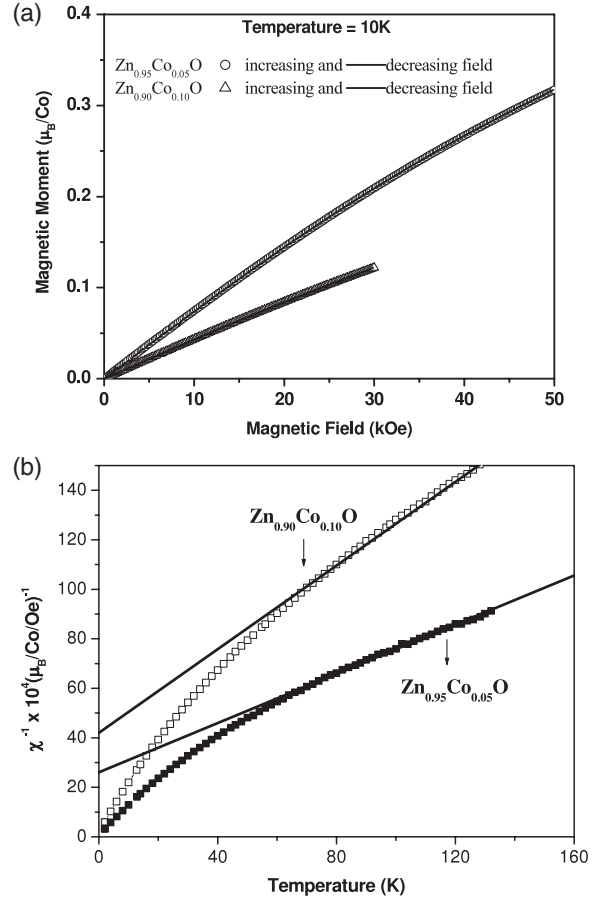 (a)
Temperature = 10K
Zn0.95Co0.05O ○ increasing and — decreasing field
Zn0.90Co0.10O △ increasing and — decreasing field
0.4
0.3
0.2
0.1
0.0
Magnetic Moment (μB/Co)
0 10 20 30 40 50
Magnetic Field (kOe)
(b)
140
120
100
80
60
40
20
0
χ-1 x 10^4(μB/Co/Oe)-1
Zn0.90Co0.10O
Zn0.95Co0.05O
0 40 80 120 160
Temperature (K)